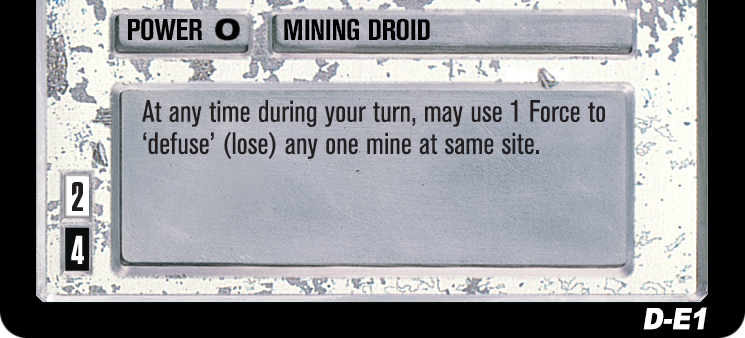 POWER 0 MINING DROID
At any time during your turn, may use 1 Force to
‘defuse’ (lose) any one mine at same site.
2
4
D-E1